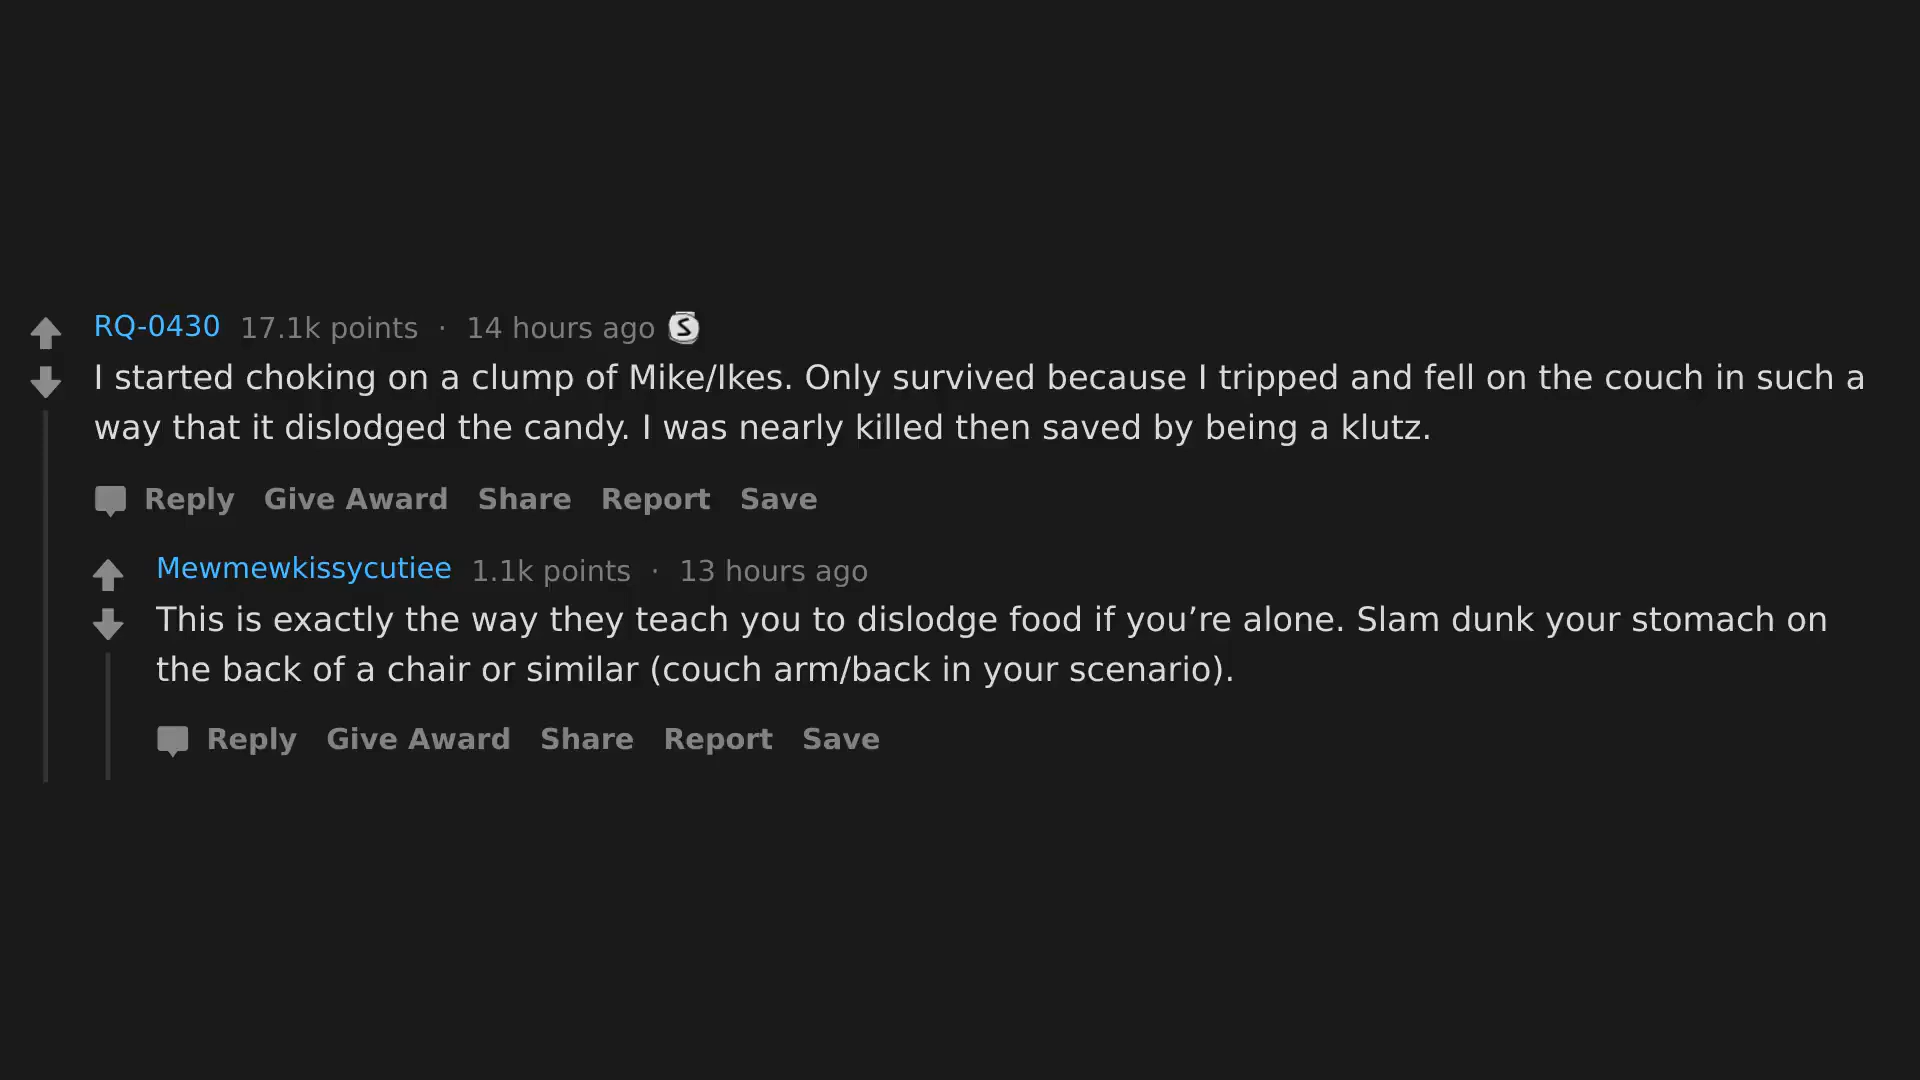 RQ-0430 17.1k points · 14 hours ago S
I started choking on a clump of Mike/Ikes. Only survived because I tripped and fell on the couch in such a
way that it dislodged the candy. I was nearly killed then saved by being a klutz.
Reply Give Award Share Report Save
Mewmewkissycutiee 1.1k points · 13 hours ago
This is exactly the way they teach you to dislodge food if you’re alone. Slam dunk your stomach on
the back of a chair or similar (couch arm/back in your scenario).
Reply Give Award Share Report Save